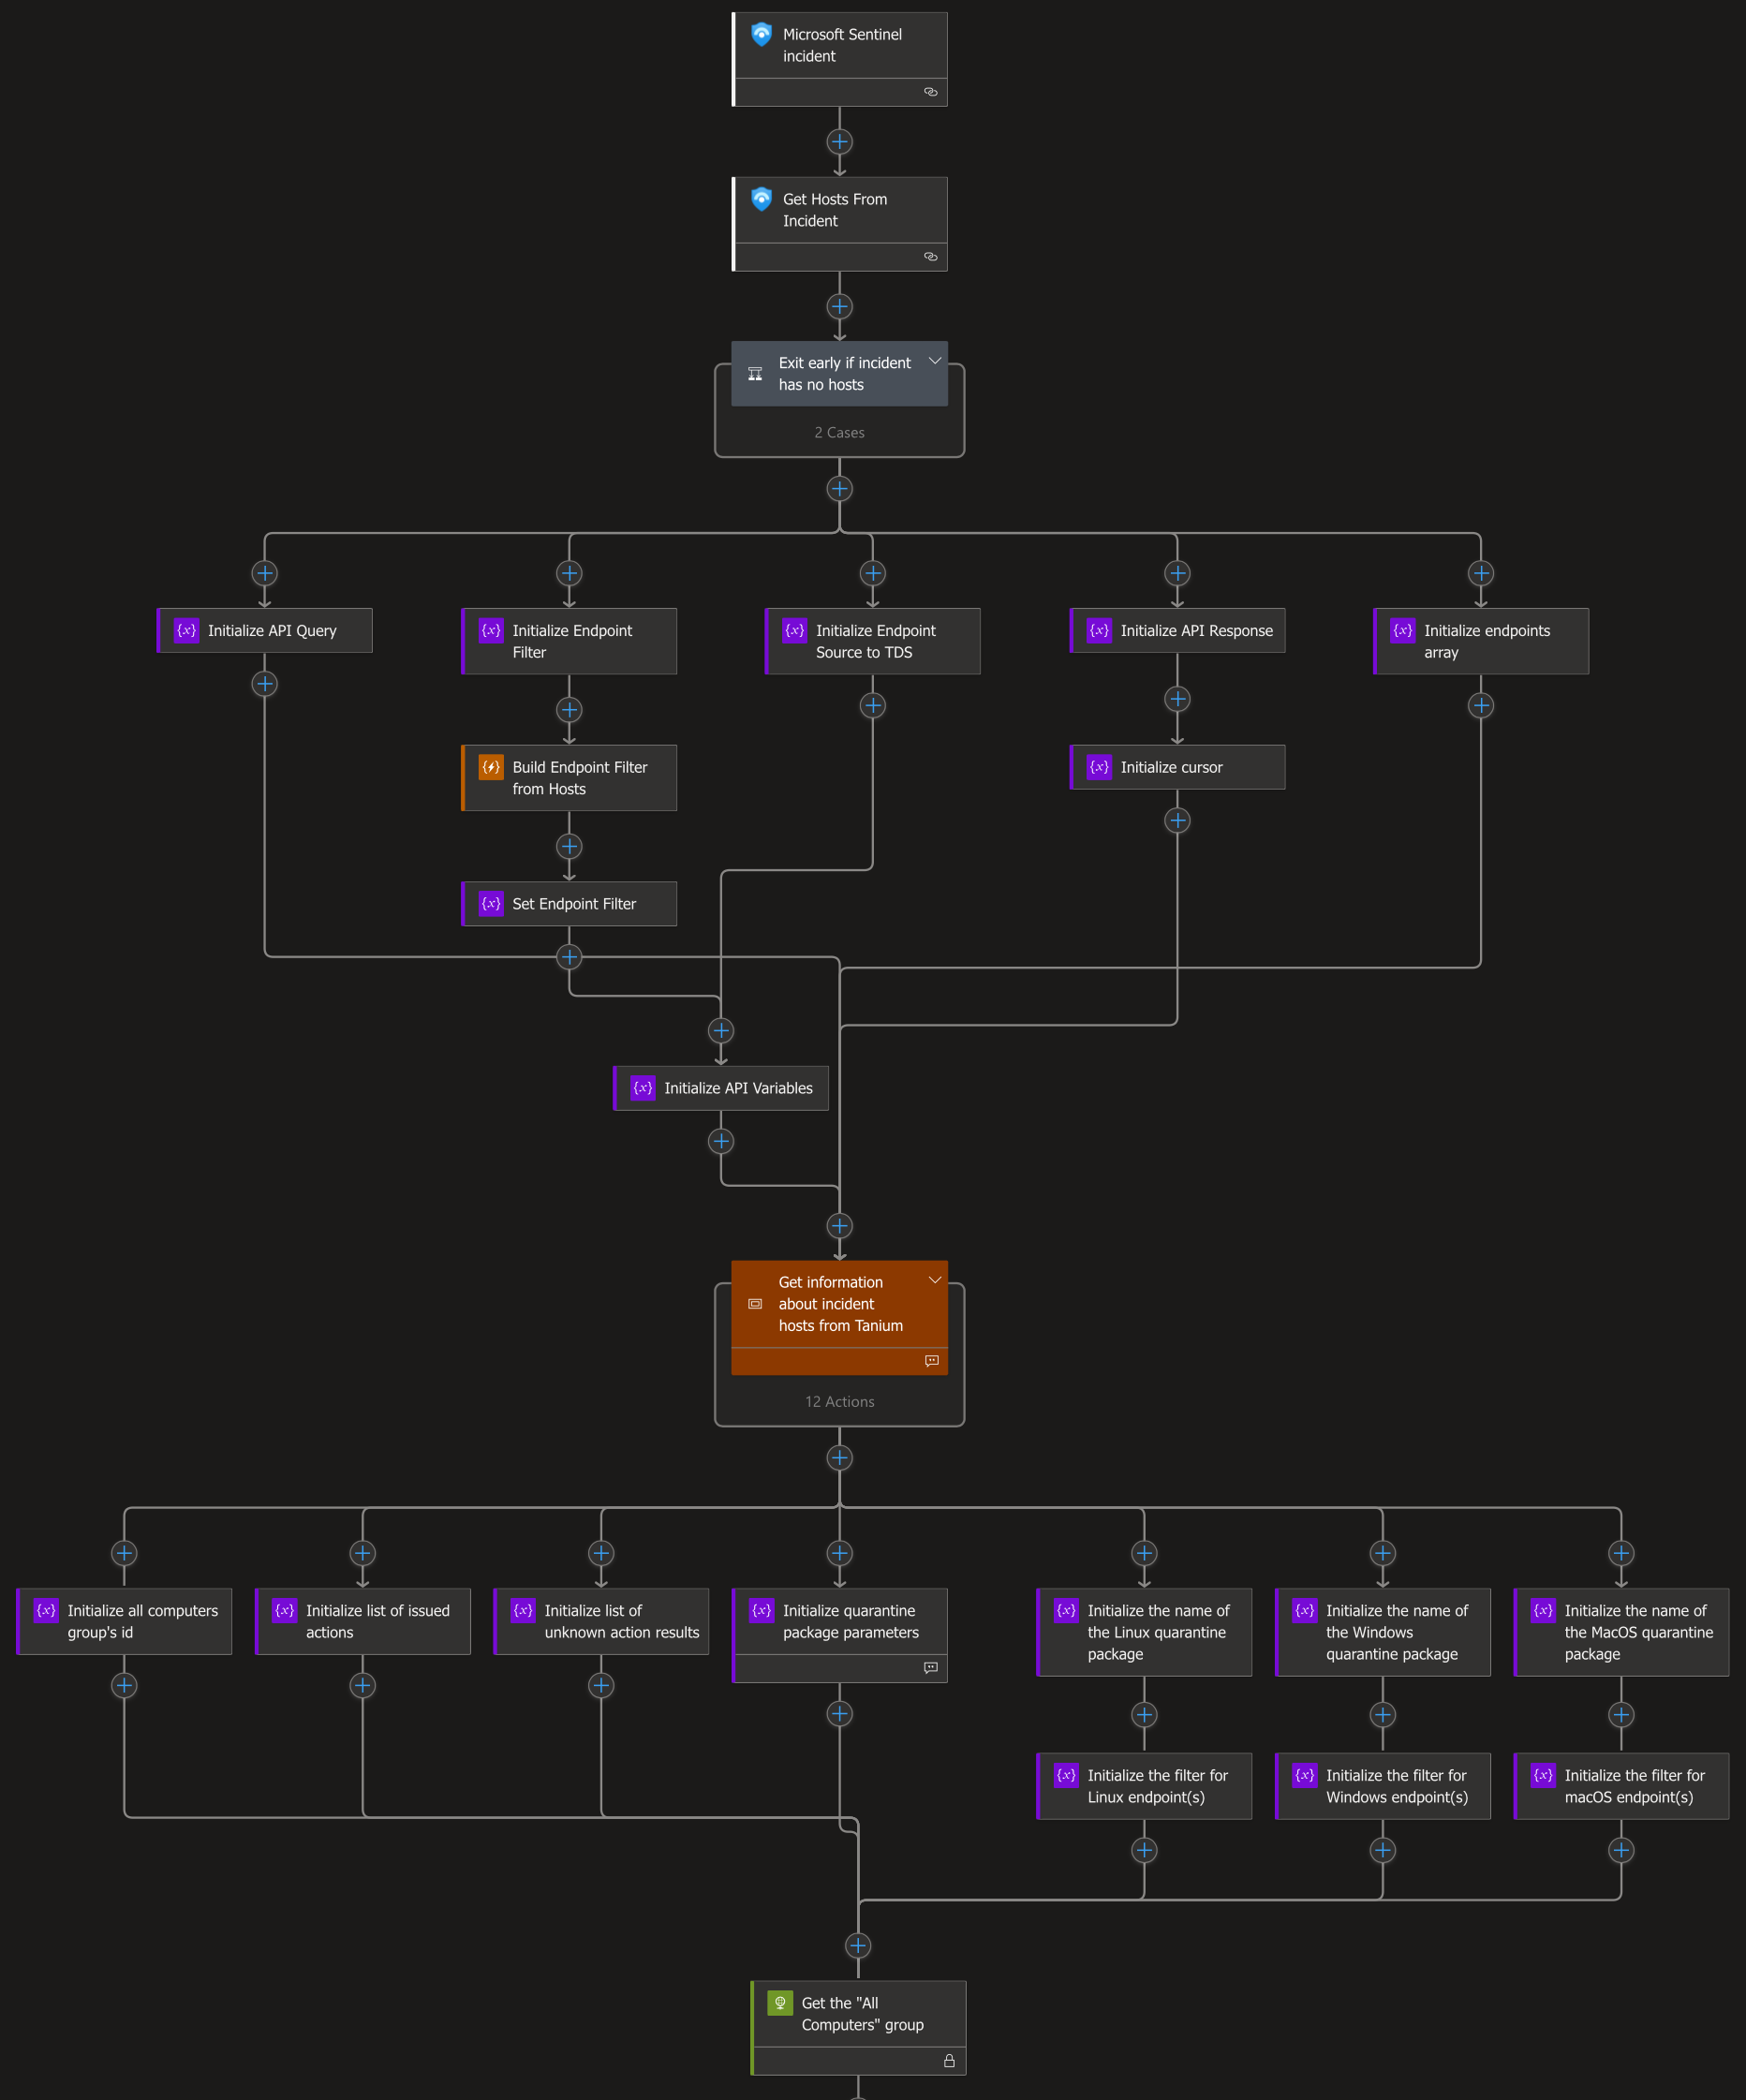 Microsoft Sentinel
incident
Get Hosts From
Incident
Exit early if incident
has no hosts
2 Cases
{x} Initialize API Query
{x} Initialize Endpoint
Filter
{x} Initialize Endpoint
Source to TDS
{x} Initialize API Response
{x} Initialize endpoints
array
Build Endpoint Filter
from Hosts
{x} Initialize cursor
{x} Set Endpoint Filter
{x} Initialize API Variables
Get information
about incident
hosts from Tanium
12 Actions
{x} Initialize all computers
group's id
{x} Initialize list of issued
actions
{x} Initialize list of
unknown action results
{x} Initialize quarantine
package parameters
{x} Initialize the name of
the Linux quarantine
package
{x} Initialize the name of
the Windows
quarantine package
{x} Initialize the name of
the MacOS quarantine
package
{x} Initialize the filter for
Linux endpoint(s)
{x} Initialize the filter for
Windows endpoint(s)
{x} Initialize the filter for
macOS endpoint(s)
Get the "All
Computers" group